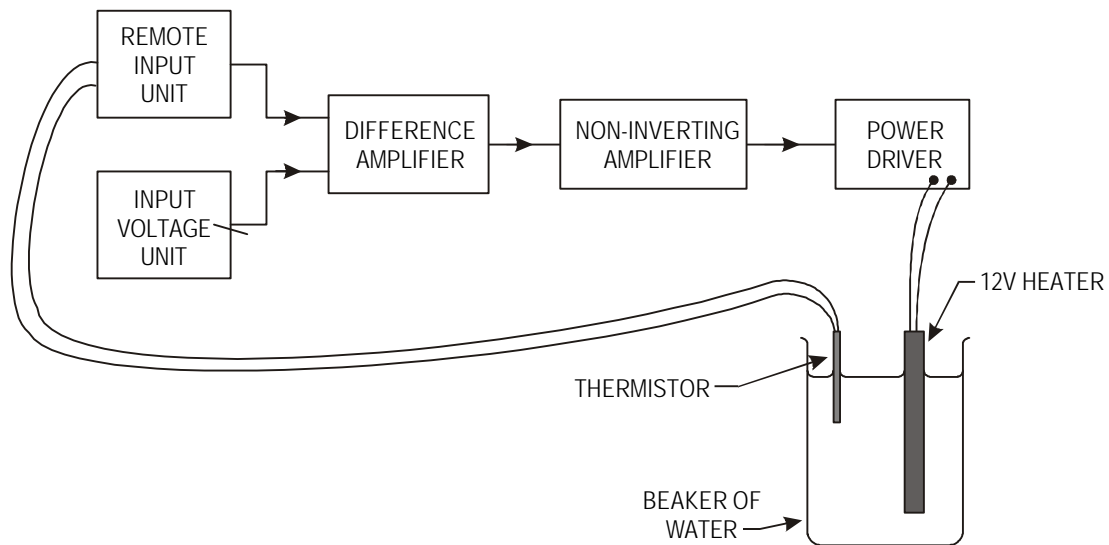 REMOTE
INPUT
UNIT
INPUT
VOLTAGE
UNIT
DIFFERENCE
AMPLIFIER
NON-INVERTING
AMPLIFIER
POWER
DRIVER
12V HEATER
THERMISTOR
BEAKER OF
WATER